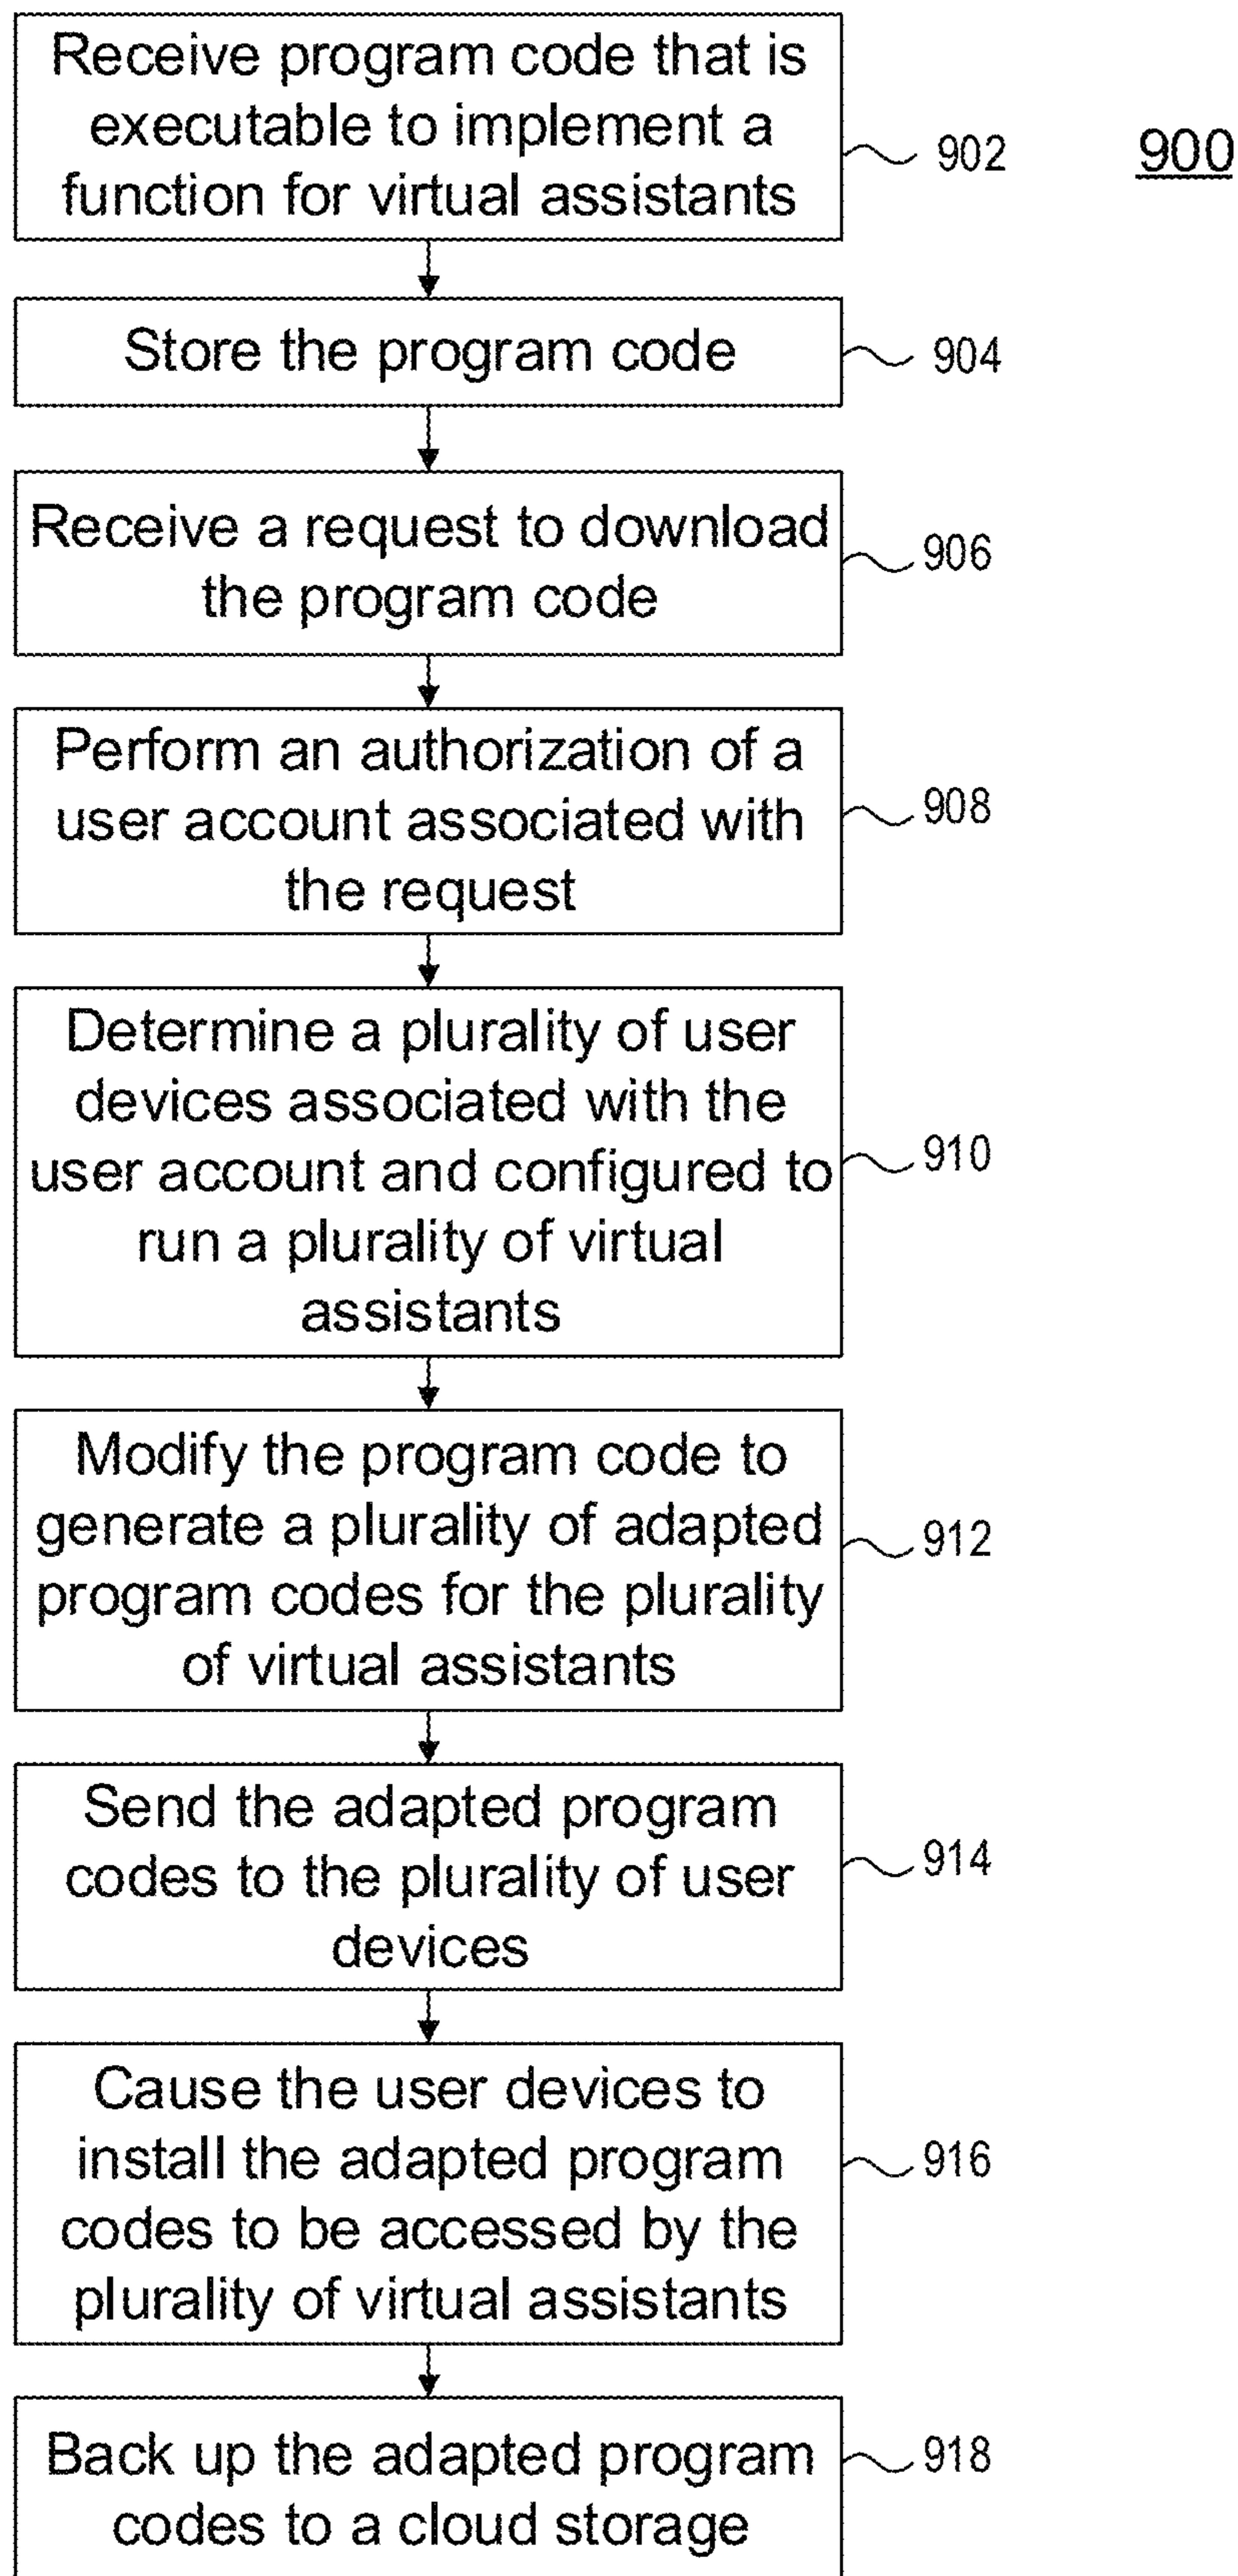 Receive program code that is
executable to implement a
function for virtual assistants
902
900
Store the program code
904
Receive a request to download
the program code
906
Perform an authorization of a
user account associated with
the request
908
Determine a plurality of user
devices associated with the
user account and configured to
run a plurality of virtual
assistants
910
Modify the program code to
generate a plurality of adapted
program codes for the plurality
of virtual assistants
912
Send the adapted program
codes to the plurality of user
devices
914
Cause the user devices to
install the adapted program
codes to be accessed by the
plurality of virtual assistants
916
Back up the adapted program
codes to a cloud storage
918